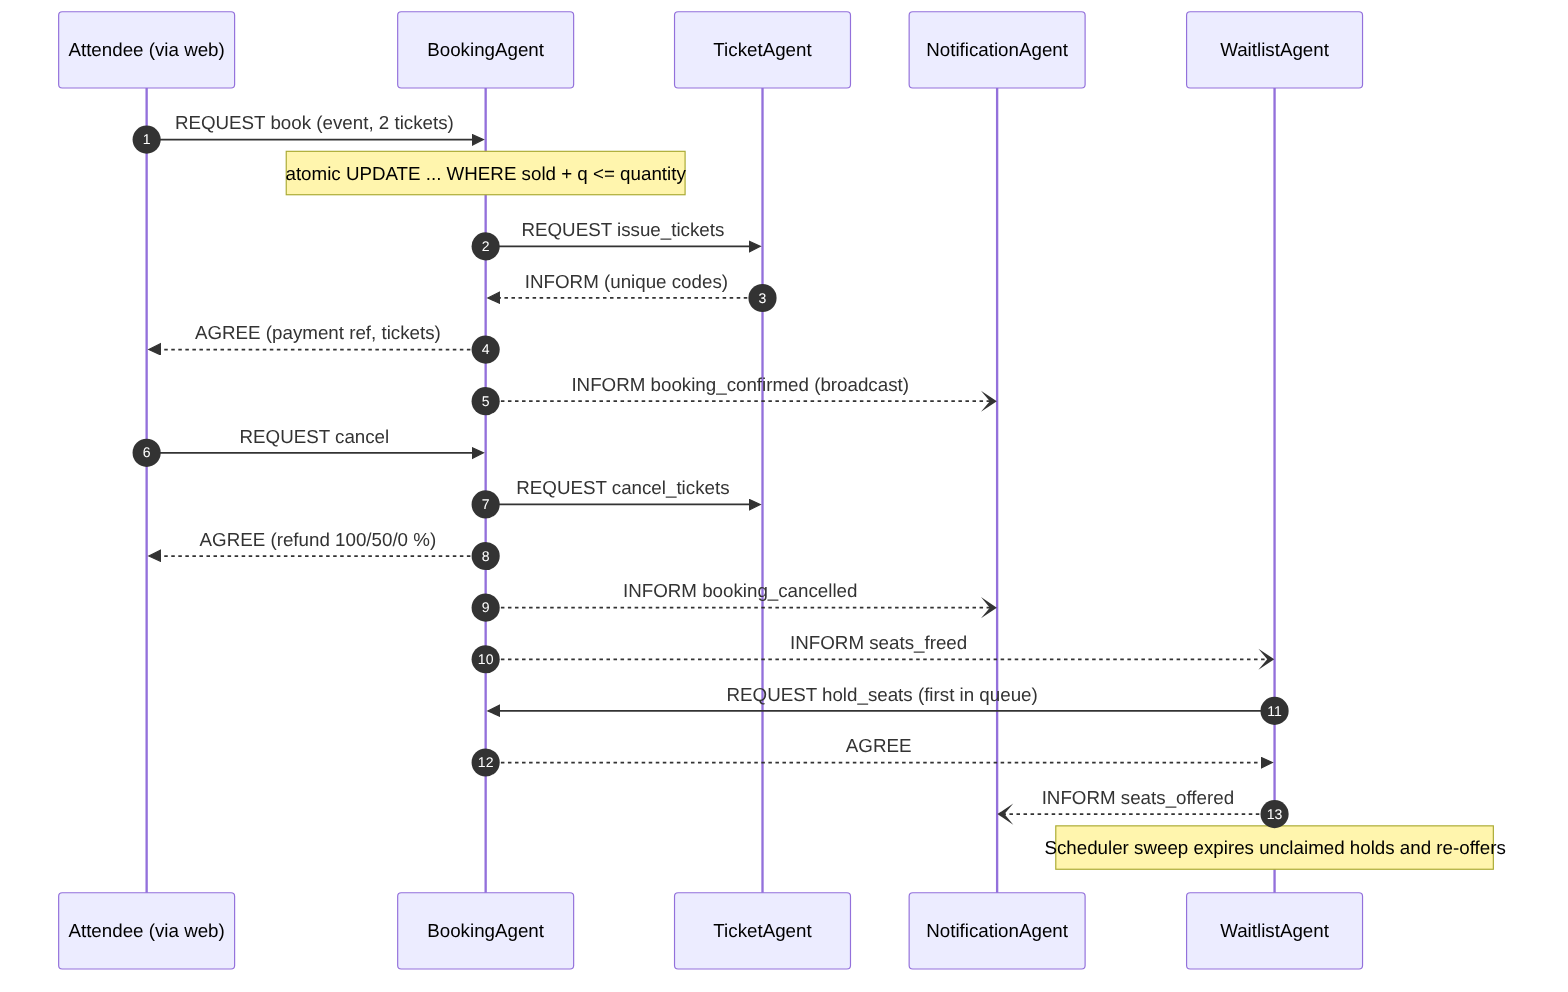 Attendee (via web)
BookingAgent
TicketAgent
NotificationAgent
WaitlistAgent
1
REQUEST book (event, 2 tickets)
atomic UPDATE ... WHERE sold + q <= quantity
2
REQUEST issue_tickets
INFORM (unique codes)
3
AGREE (payment ref, tickets)
4
INFORM booking_confirmed (broadcast)
5
REQUEST cancel
6
REQUEST cancel_tickets
7
AGREE (refund 100/50/0 %)
8
INFORM booking_cancelled
9
INFORM seats_freed
10
REQUEST hold_seats (first in queue)
11
AGREE
12
INFORM seats_offered
13
Scheduler sweep expires unclaimed holds and re-offers
Attendee (via web)
BookingAgent
TicketAgent
NotificationAgent
WaitlistAgent